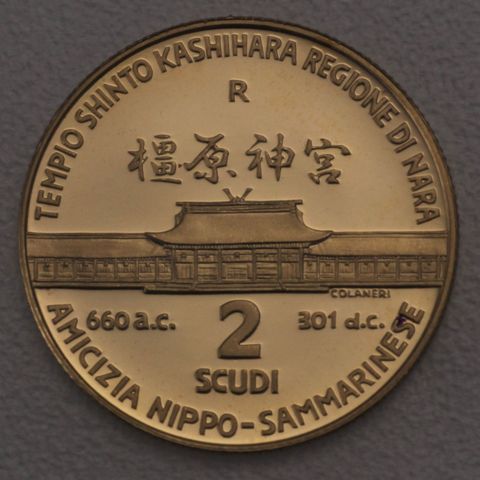 TEMPIO SHINTO KASHIHARA REGIONE DI NARA
R
橿原神宮
COLANERI
660 a.c.
301 d.c.
2
SCUDI
AMICIZIA NIPPO-SAMMARINESE